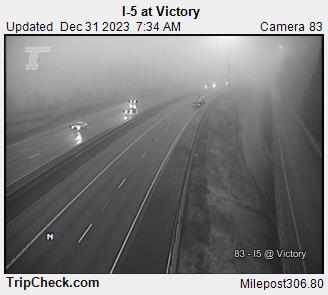 I-5 at Victory
Updated  Dec 31 2023  7:34 AM
Camera 83
T
N
83 - I5 @ Victory
TripCheck.com
Milepost306.80